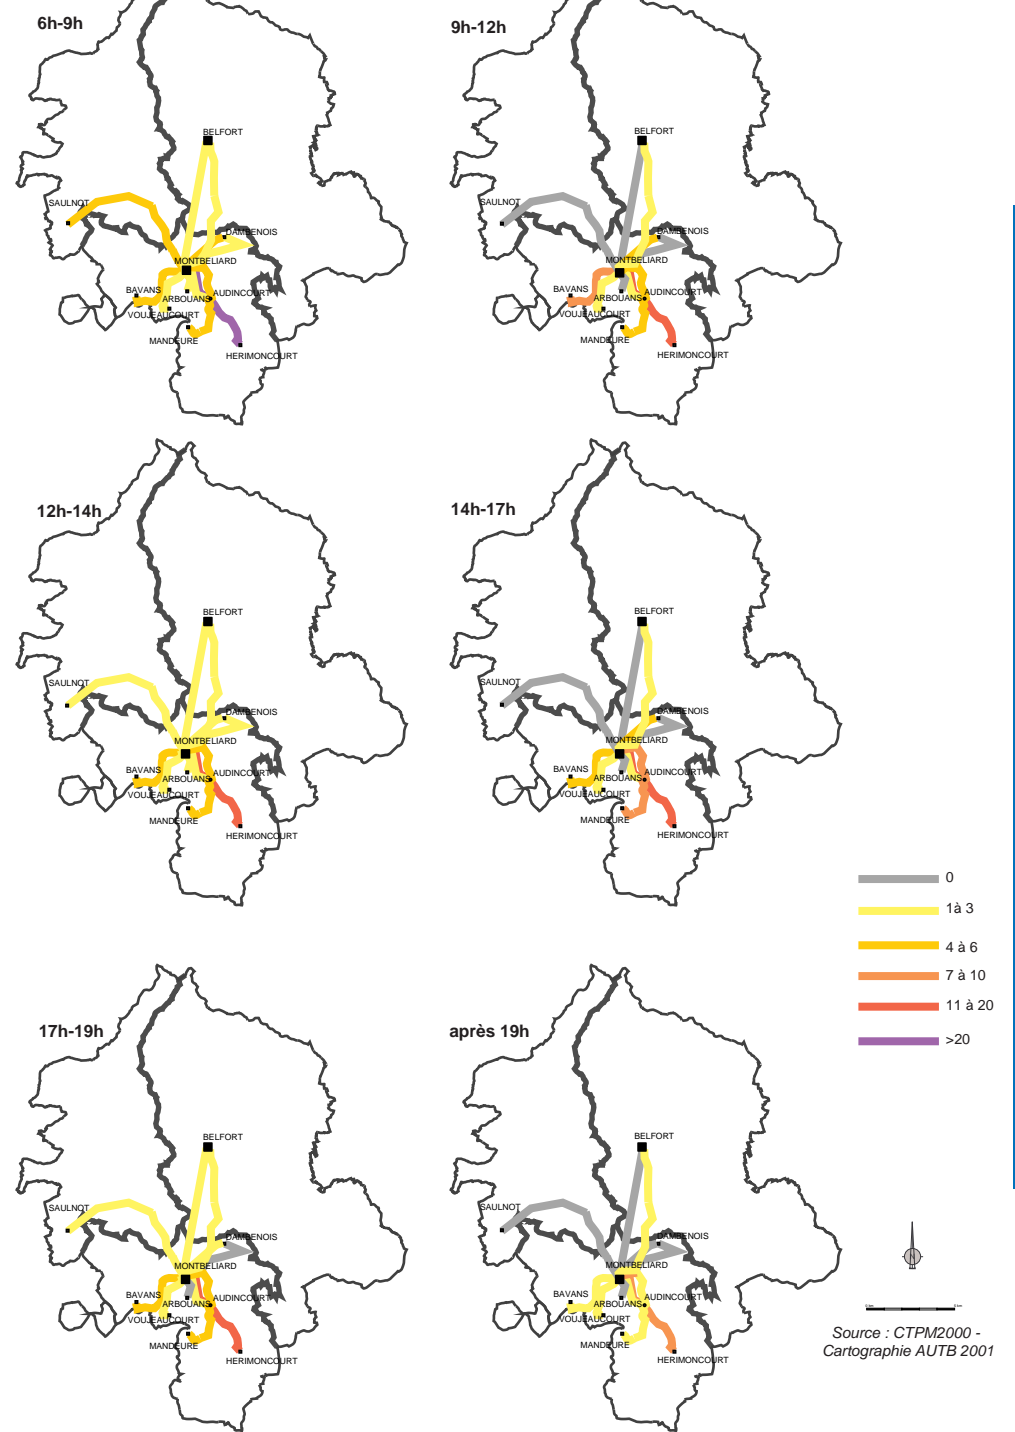 6h-9h
BELFORT
SAULNOT
DAMBENOIS
MONTBELIARD
BAVANS
ARBOUANS
AUDINCOURT
VOUJEAUCOURT
MANDEURE
HERIMONCOURT
9h-12h
BELFORT
SAULNOT
DAMBENOIS
MONTBELIARD
BAVANS
ARBOUANS
AUDINCOURT
VOUJEAUCOURT
MANDEURE
HERIMONCOURT
12h-14h
BELFORT
SAULNOT
DAMBENOIS
MONTBELIARD
BAVANS
ARBOUANS
AUDINCOURT
VOUJEAUCOURT
MANDEURE
HERIMONCOURT
14h-17h
BELFORT
SAULNOT
DAMBENOIS
MONTBELIARD
BAVANS
ARBOUANS
AUDINCOURT
VOUJEAUCOURT
MANDEURE
HERIMONCOURT
0
1à 3
4 à 6
7 à 10
11 à 20
>20
17h-19h
BELFORT
SAULNOT
DAMBENOIS
MONTBELIARD
BAVANS
ARBOUANS
AUDINCOURT
VOUJEAUCOURT
MANDEURE
HERIMONCOURT
après 19h
BELFORT
SAULNOT
DAMBENOIS
MONTBELIARD
BAVANS
ARBOUANS
AUDINCOURT
VOUJEAUCOURT
MANDEURE
HERIMONCOURT
N
Source : CTPM2000 -
Cartographie AUTB 2001